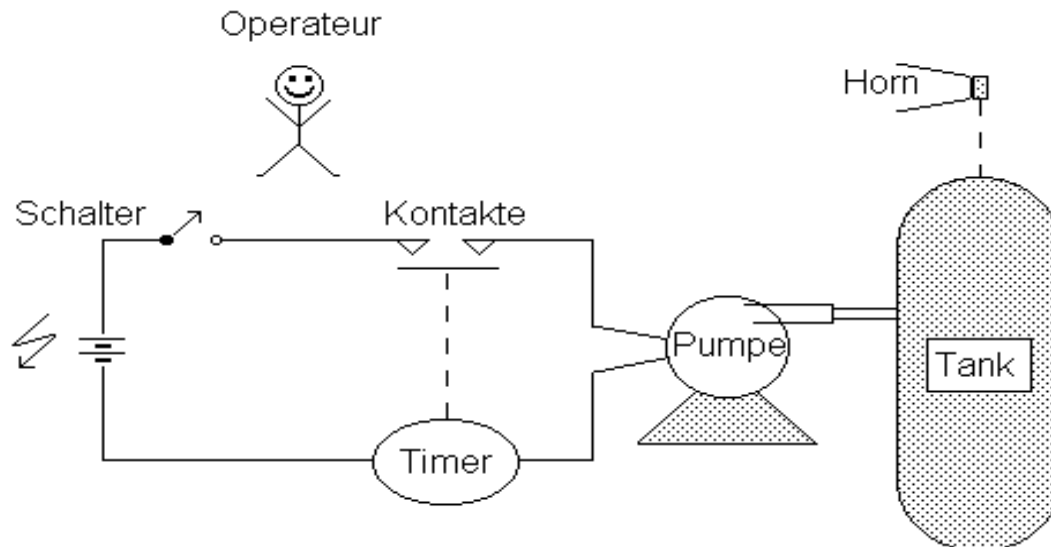 Operateur
Horn
Schalter
Kontakte
Pumpe
Tank
Timer